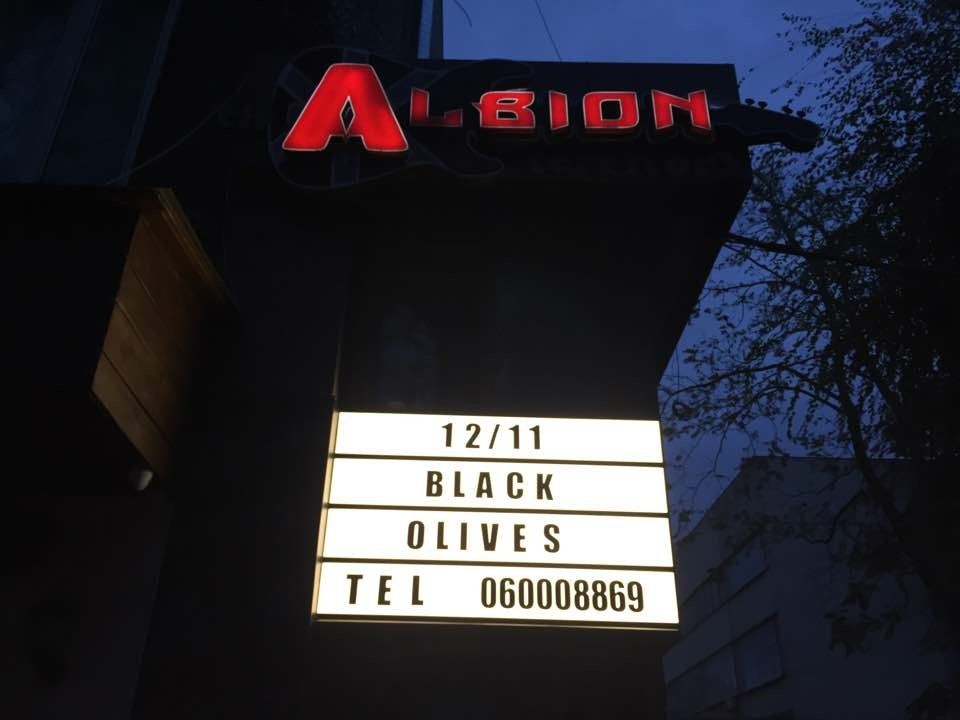 ALBION
12/11
BLACK
OLIVES
TEL 060008869